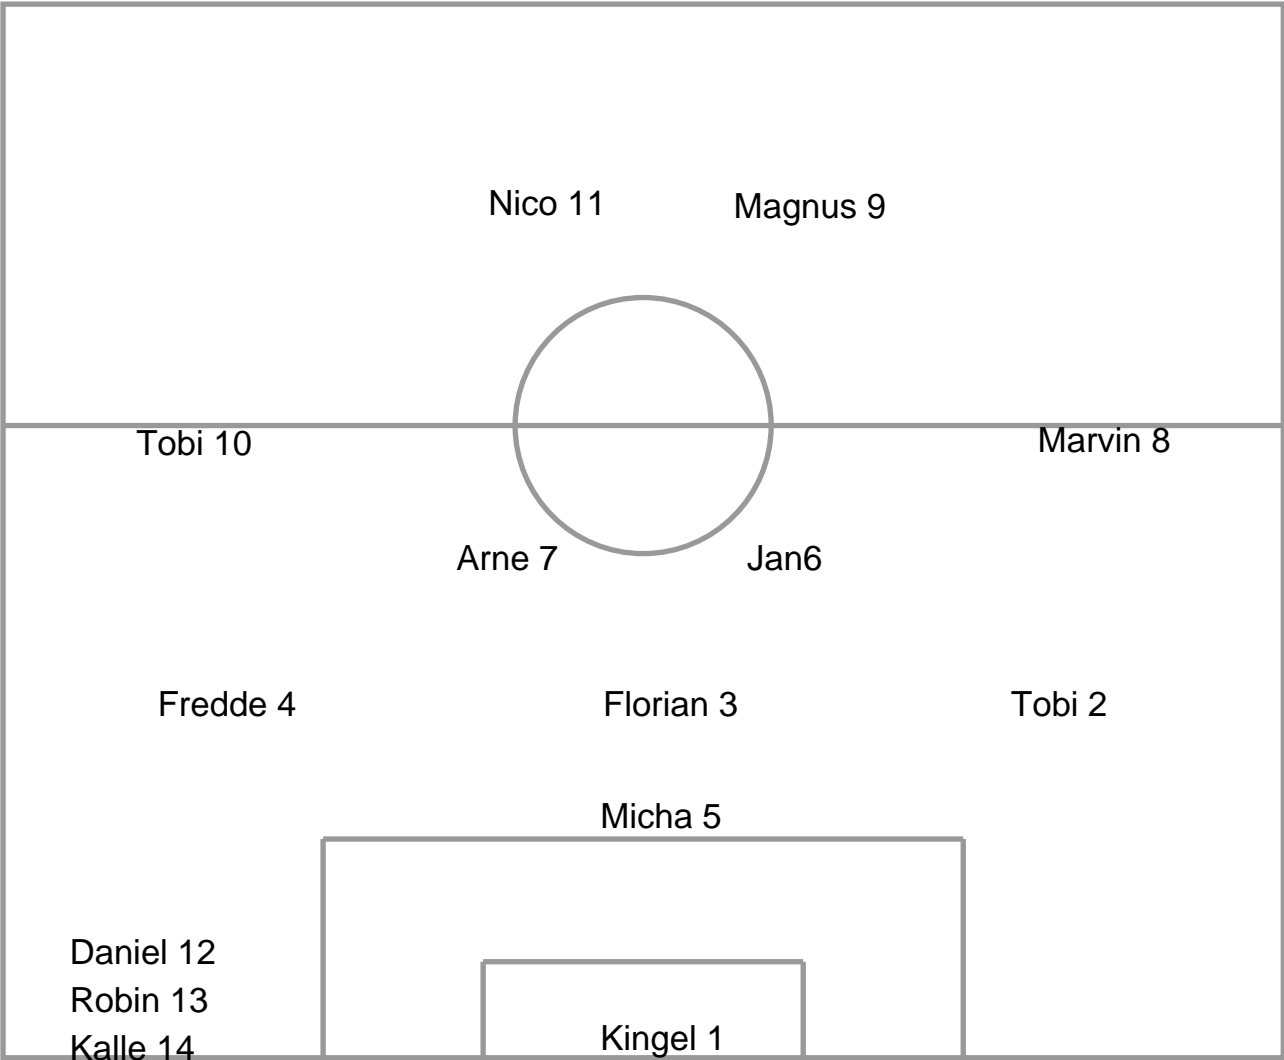 Nico 11
Magnus 9
Tobi 10
Marvin 8
Arne 7
Jan6
Fredde 4
Florian 3
Tobi 2
Micha 5
Daniel 12
Robin 13
Kalle 14
Kingel 1